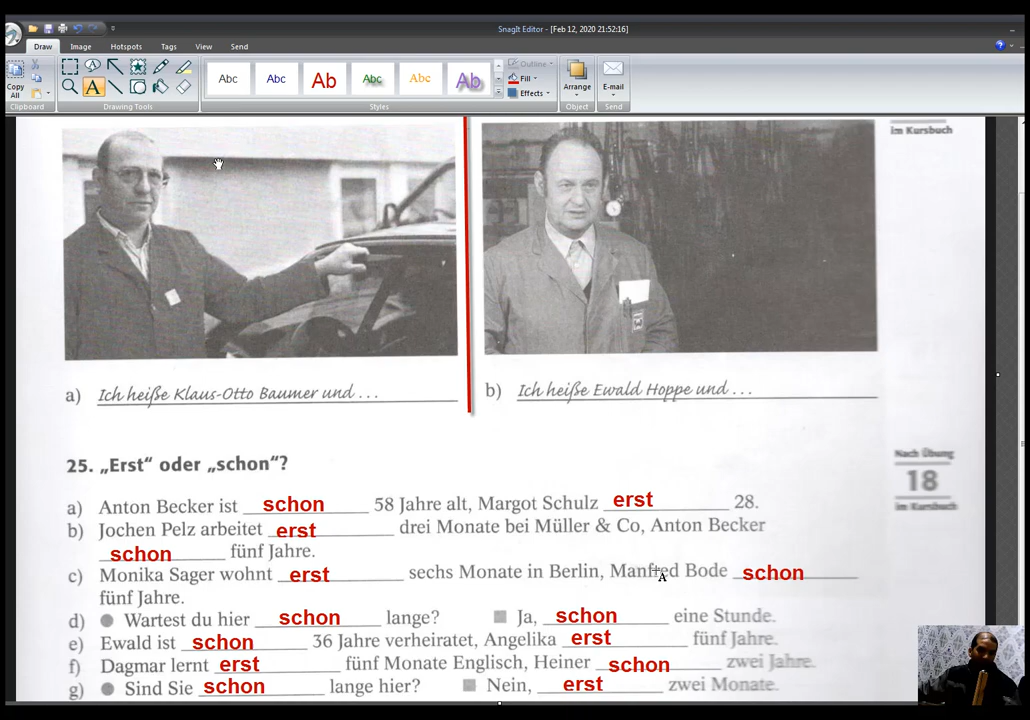 SnagIt Editor - [Feb 12, 2020 21:52:16]
Draw Image Hotspots Tags View Send
Copy All
Abc Abc Ab Abc Abc Ab
Outline
Fill
Effects
Arrange
E-mail
Clipboard Drawing Tools Styles Object Send
im Kursbuch
a) Ich heiße Klaus-Otto Baumer und ...
b) Ich heiße Ewald Hoppe und ...
25. „Erst“ oder „schon“?
Nach Übung
18
im Kursbuch
a) Anton Becker ist schon 58 Jahre alt, Margot Schulz erst 28.
b) Jochen Pelz arbeitet erst drei Monate bei Müller & Co, Anton Becker
schon fünf Jahre.
c) Monika Sager wohnt erst sechs Monate in Berlin, Manfred Bode schon
fünf Jahre.
d) ● Wartest du hier schon lange? ■ Ja, schon eine Stunde.
e) Ewald ist schon 36 Jahre verheiratet, Angelika erst fünf Jahre.
f) Dagmar lernt erst fünf Monate Englisch, Heiner schon zwei Jahre.
g) ● Sind Sie schon lange hier? ■ Nein, erst zwei Monate.